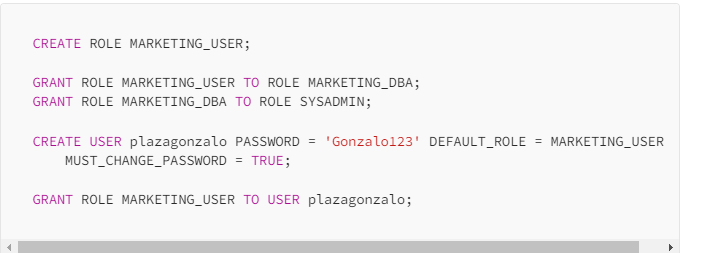 CREATE ROLE MARKETING_USER;
GRANT ROLE MARKETING_USER TO ROLE MARKETING_DBA;
GRANT ROLE MARKETING_DBA TO ROLE SYSADMIN;
CREATE USER plazagonzalo PASSWORD = 'Gonzalo123' DEFAULT_ROLE = MARKETING_USER
MUST_CHANGE_PASSWORD = TRUE;
GRANT ROLE MARKETING_USER TO USER plazagonzalo;